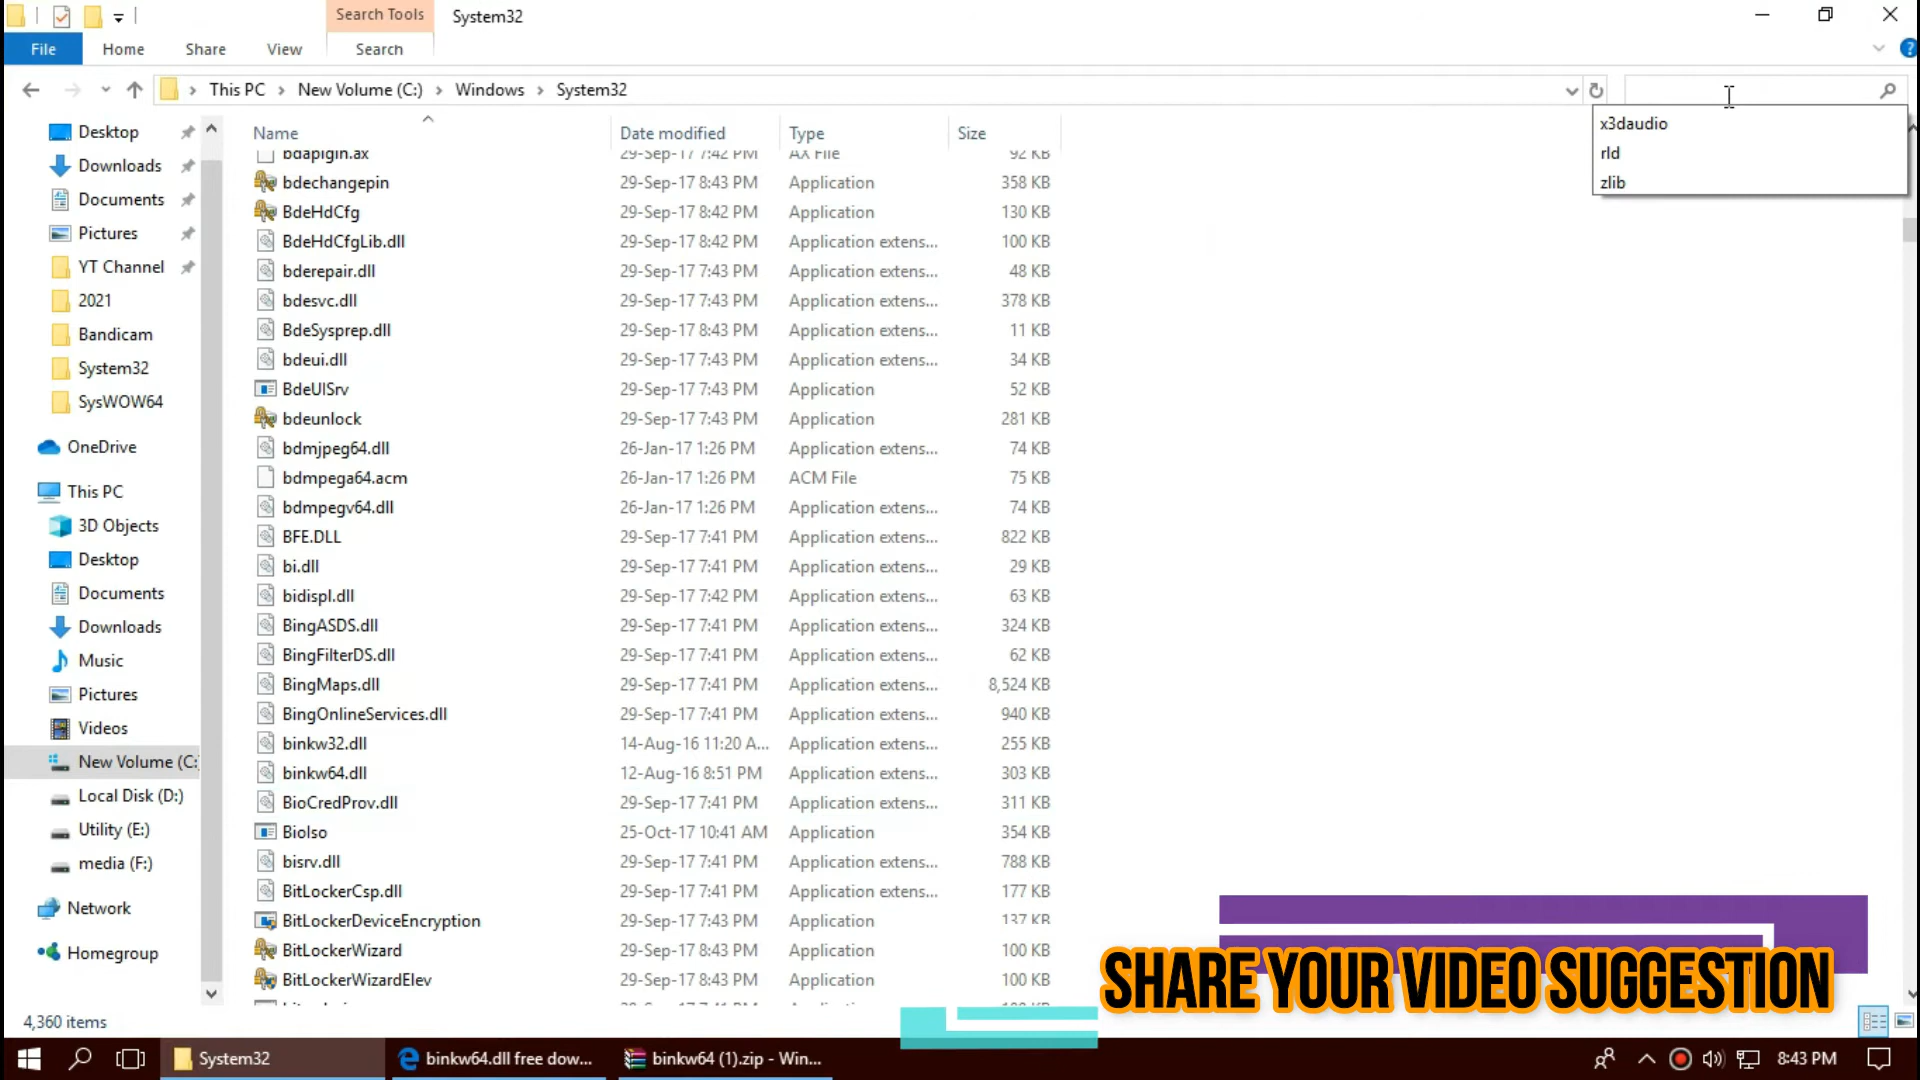 Search Tools
System32
File
Home
Share
View
Search
This PC
New Volume (C:)
Windows
System32
x3daudio
rld
zlib
Name
Date modified
Type
Size
Desktop
Downloads
Documents
Pictures
YT Channel
2021
Bandicam
System32
SysWOW64
OneDrive
This PC
3D Objects
Desktop
Documents
Downloads
Music
Pictures
Videos
New Volume (C:
Local Disk (D:)
Utility (E:)
media (F:)
Network
Homegroup
bdaplgin.ax 29-Sep-17 7:42 PM AX File 92 KB
bdechangepin 29-Sep-17 8:43 PM Application 358 KB
BdeHdCfg 29-Sep-17 8:42 PM Application 130 KB
BdeHdCfgLib.dll 29-Sep-17 8:42 PM Application extens... 100 KB
bderepair.dll 29-Sep-17 7:43 PM Application extens... 48 KB
bdesvc.dll 29-Sep-17 7:43 PM Application extens... 378 KB
BdeSysprep.dll 29-Sep-17 8:43 PM Application extens... 11 KB
bdeui.dll 29-Sep-17 7:43 PM Application extens... 34 KB
BdeUISrv 29-Sep-17 7:43 PM Application 52 KB
bdeunlock 29-Sep-17 7:43 PM Application 281 KB
bdmjpeg64.dll 26-Jan-17 1:26 PM Application extens... 74 KB
bdmpega64.acm 26-Jan-17 1:26 PM ACM File 75 KB
bdmpegv64.dll 26-Jan-17 1:26 PM Application extens... 74 KB
BFE.DLL 29-Sep-17 7:41 PM Application extens... 822 KB
bi.dll 29-Sep-17 7:41 PM Application extens... 29 KB
bidispl.dll 29-Sep-17 7:42 PM Application extens... 63 KB
BingASDS.dll 29-Sep-17 7:41 PM Application extens... 324 KB
BingFilterDS.dll 29-Sep-17 7:41 PM Application extens... 62 KB
BingMaps.dll 29-Sep-17 7:41 PM Application extens... 8,524 KB
BingOnlineServices.dll 29-Sep-17 7:41 PM Application extens... 940 KB
binkw32.dll 14-Aug-16 11:20 A... Application extens... 255 KB
binkw64.dll 12-Aug-16 8:51 PM Application extens... 303 KB
BioCredProv.dll 29-Sep-17 7:41 PM Application extens... 311 KB
BioIso 25-Oct-17 10:41 AM Application 354 KB
bisrv.dll 29-Sep-17 7:41 PM Application extens... 788 KB
BitLockerCsp.dll 29-Sep-17 7:41 PM Application extens... 177 KB
BitLockerDeviceEncryption 29-Sep-17 7:43 PM Application 137 KB
BitLockerWizard 29-Sep-17 8:43 PM Application 100 KB
BitLockerWizardElev 29-Sep-17 8:43 PM Application 100 KB
SHARE YOUR VIDEO SUGGESTION
4,360 items
System32
binkw64.dll free dow...
binkw64 (1).zip - Win...
8:43 PM